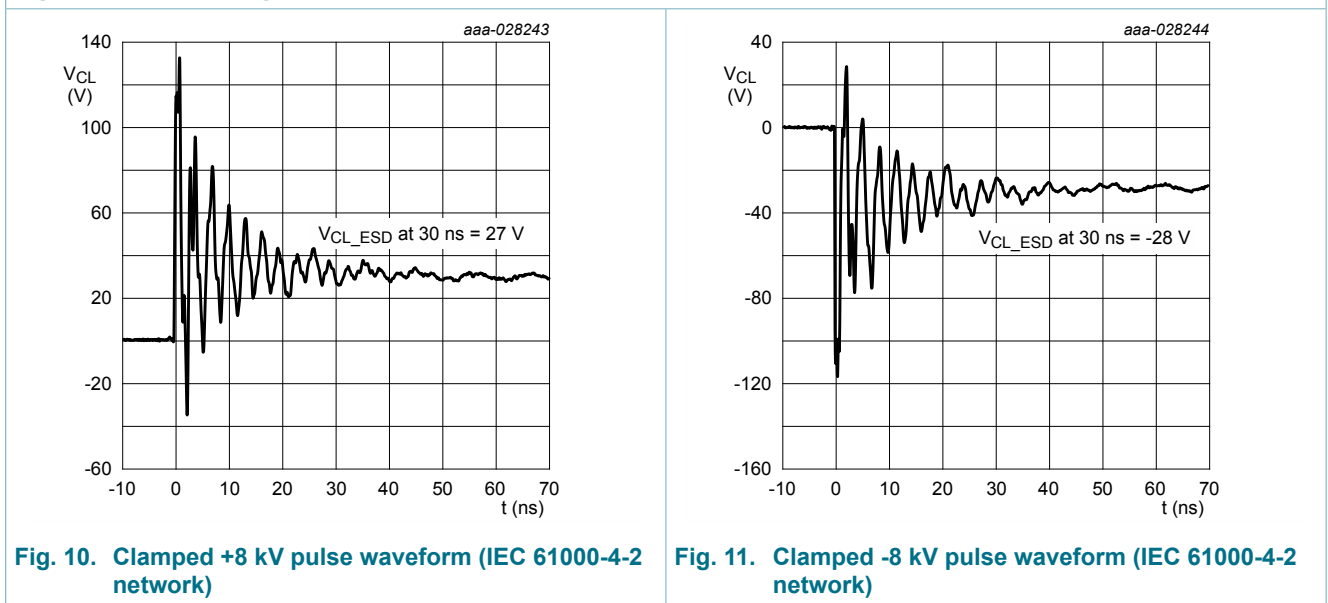 aaa-028243
140
V_CL
(V)
100
60
V_CL_ESD at 30 ns = 27 V
20
-20
-60
-10 0 10 20 30 40 50 60 70
t (ns)
Fig. 10. Clamped +8 kV pulse waveform (IEC 61000-4-2
network)
aaa-028244
40
V_CL
(V)
0
-40
V_CL_ESD at 30 ns = -28 V
-80
-120
-160
-10 0 10 20 30 40 50 60 70
t (ns)
Fig. 11. Clamped -8 kV pulse waveform (IEC 61000-4-2
network)